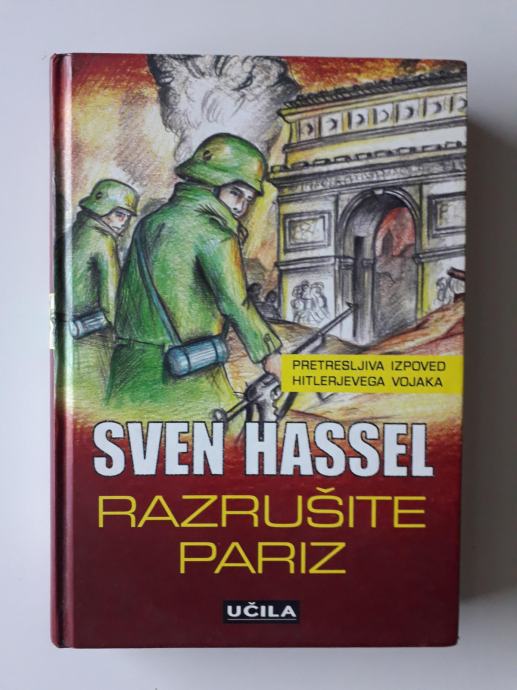 PRETRESLJIVA IZPOVED
HITLERJEVEGA VOJAKA
SVEN HASSEL
RAZRUŠITE
PARIZ
UČILA